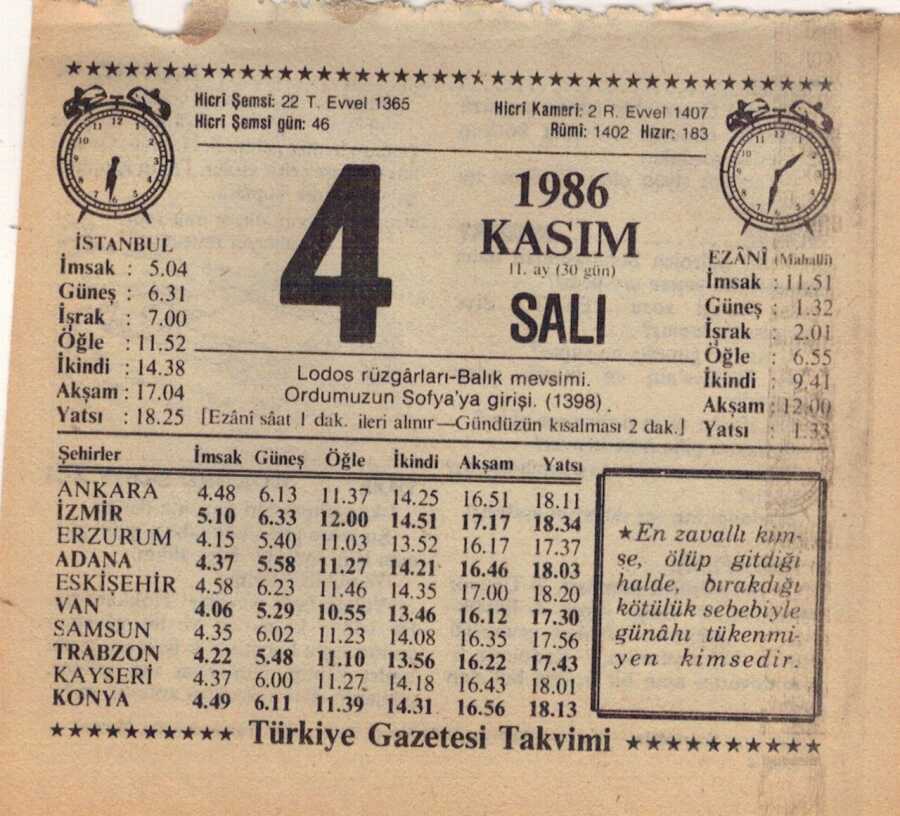 ★★★★★★★★★★★★★★★★★★★★★★★★★★★★★★★★★★★★★★★
Hicrî Şemsî: 22 T. Evvel 1365
Hicrî Şemsî gün: 46
Hicrî Kamerî: 2 R. Evvel 1407
Rûmî: 1402 Hızır: 183
4
1986
KASIM
11. ay (30 gün)
SALI
İSTANBUL
İmsak : 5.04
Güneş : 6.31
İşrak : 7.00
Öğle : 11.52
İkindi : 14.38
Akşam : 17.04
Yatsı : 18.25
EZÂNÎ (Mahallî)
İmsak : 11.51
Güneş : 1.32
İşrak : 2.01
Öğle : 6.55
İkindi : 9.41
Akşam : 12.00
Yatsı : 1.33
Lodos rüzgârları-Balık mevsimi.
Ordumuzun Sofya'ya girişi. (1398).
[Ezânî sâat 1 dak. ileri alınır—Gündüzün kısalması 2 dak.]
Şehirler İmsak Güneş Öğle İkindi Akşam Yatsı
ANKARA 4.48 6.13 11.37 14.25 16.51 18.11
İZMİR 5.10 6.33 12.00 14.51 17.17 18.34
ERZURUM 4.15 5.40 11.03 13.52 16.17 17.37
ADANA 4.37 5.58 11.27 14.21 16.46 18.03
ESKİŞEHİR 4.58 6.23 11.46 14.35 17.00 18.20
VAN 4.06 5.29 10.55 13.46 16.12 17.30
SAMSUN 4.35 6.02 11.23 14.08 16.35 17.56
TRABZON 4.22 5.48 11.10 13.56 16.22 17.43
KAYSERİ 4.37 6.00 11.27 14.18 16.43 18.01
KONYA 4.49 6.11 11.39 14.31 16.56 18.13
★En zavallı kim-
se, ölüp gitdiği
halde, bırakdığı
kötülük sebebiyle
günâhı tükenmi-
yen kimsedir.
★★★★★★★★★★ Türkiye Gazetesi Takvimi ★★★★★★★★★★